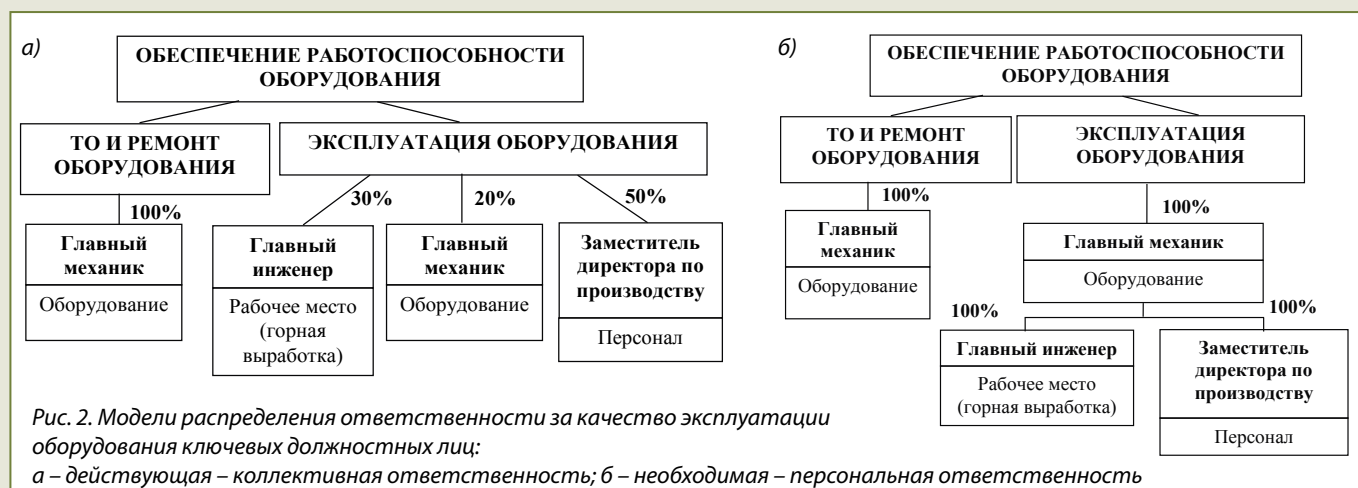 а)
ОБЕСПЕЧЕНИЕ РАБОТОСПОСОБНОСТИ
ОБОРУДОВАНИЯ
ТО И РЕМОНТ
ОБОРУДОВАНИЯ
ЭКСПЛУАТАЦИЯ ОБОРУДОВАНИЯ
100%
30%
20%
50%
Главный
механик
Оборудование
Главный
инженер
Рабочее место
(горная
выработка)
Главный
механик
Оборудование
Заместитель
директора по
производству
Персонал
б)
ОБЕСПЕЧЕНИЕ РАБОТОСПОСОБНОСТИ
ОБОРУДОВАНИЯ
ТО И РЕМОНТ
ОБОРУДОВАНИЯ
ЭКСПЛУАТАЦИЯ
ОБОРУДОВАНИЯ
100%
100%
Главный
механик
Оборудование
Главный механик
Оборудование
100%
100%
Главный инженер
Рабочее место
(горная выработка)
Заместитель
директора по
производству
Персонал
Рис. 2. Модели распределения ответственности за качество эксплуатации
оборудования ключевых должностных лиц:
а – действующая – коллективная ответственность; б – необходимая – персональная ответственность